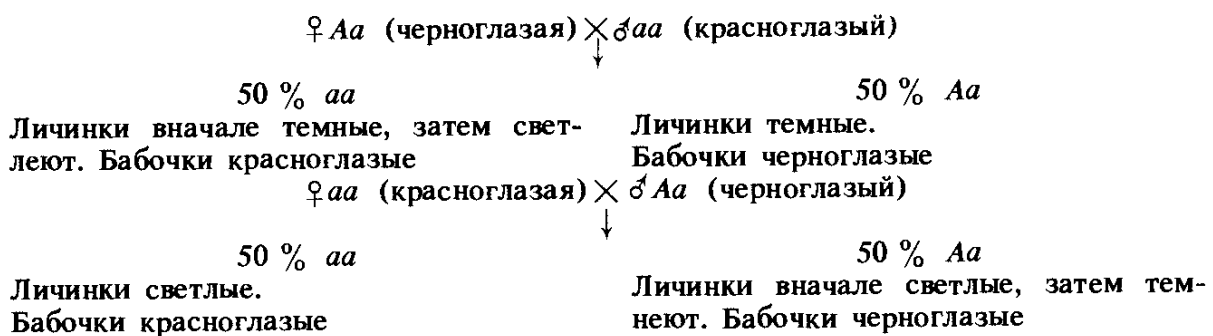 ♀ Aa (черноглазая) × ♂ aa (красноглазый)
↓
50 % aa 50 % Aa
Личинки вначале темные, затем свет- Личинки темные.
леют. Бабочки красноглазые Бабочки черноглазые
♀ aa (красноглазая) × ♂ Aa (черноглазый)
↓
50 % aa 50 % Aa
Личинки светлые. Личинки вначале светлые, затем тем-
Бабочки красноглазые неют. Бабочки черноглазые